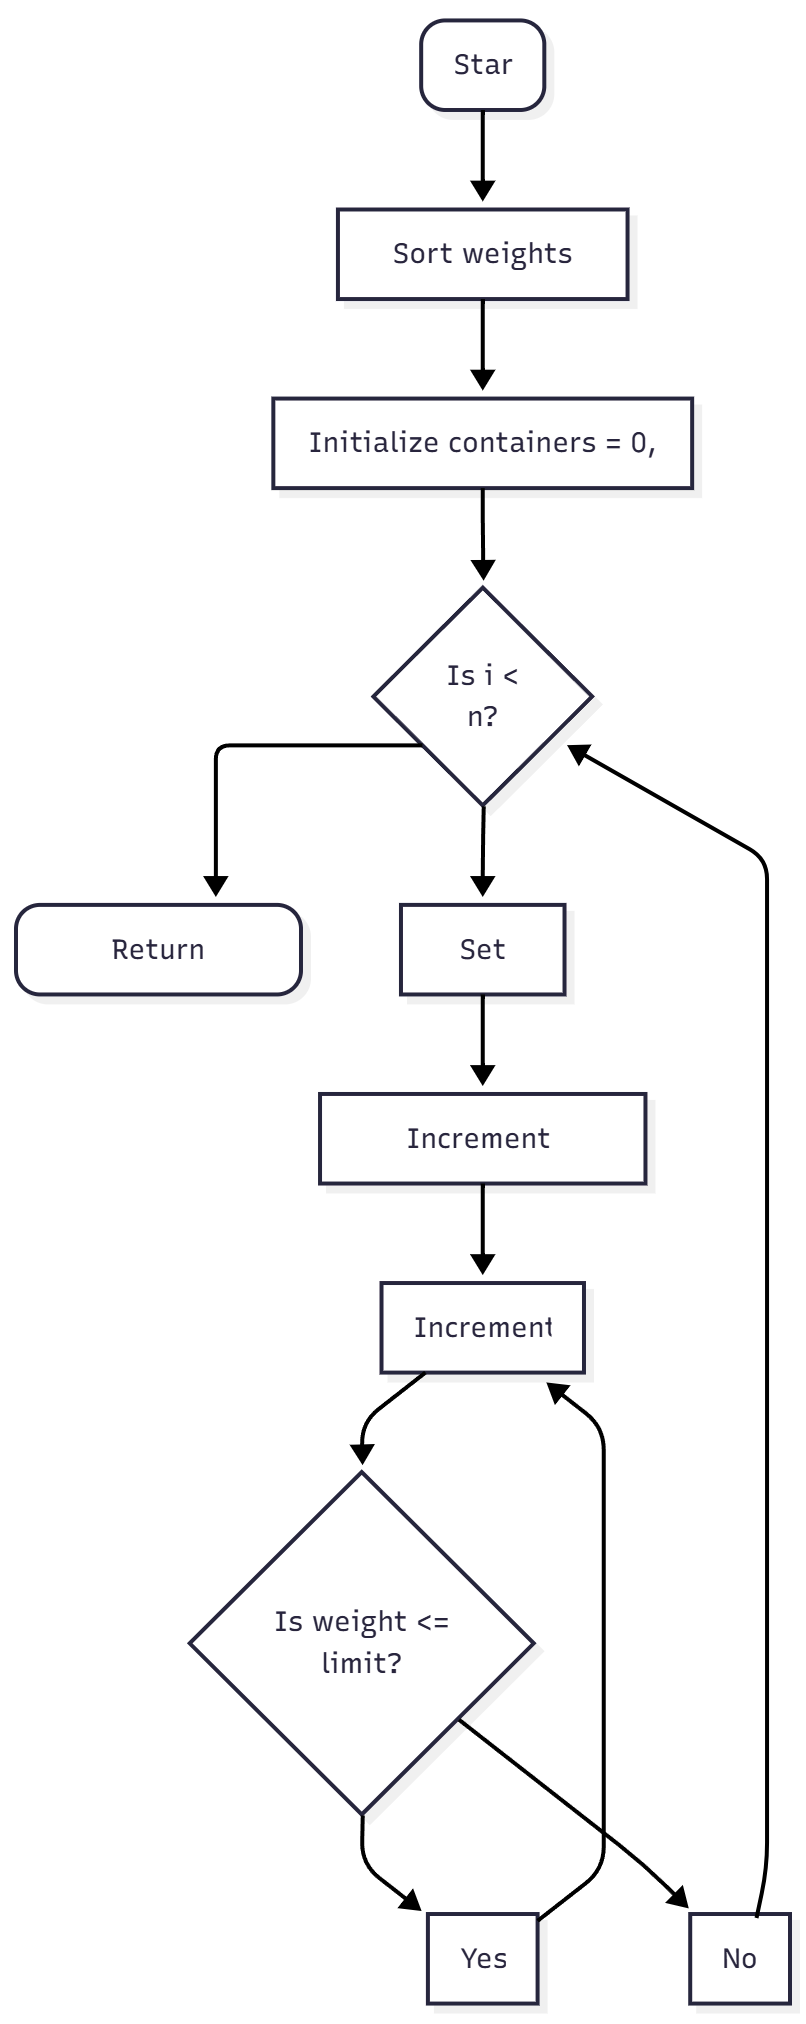 Star
Sort weights
Initialize containers = 0,
Is i <
n?
Return
Set
Increment
Increment
Is weight <=
limit?
Yes
No